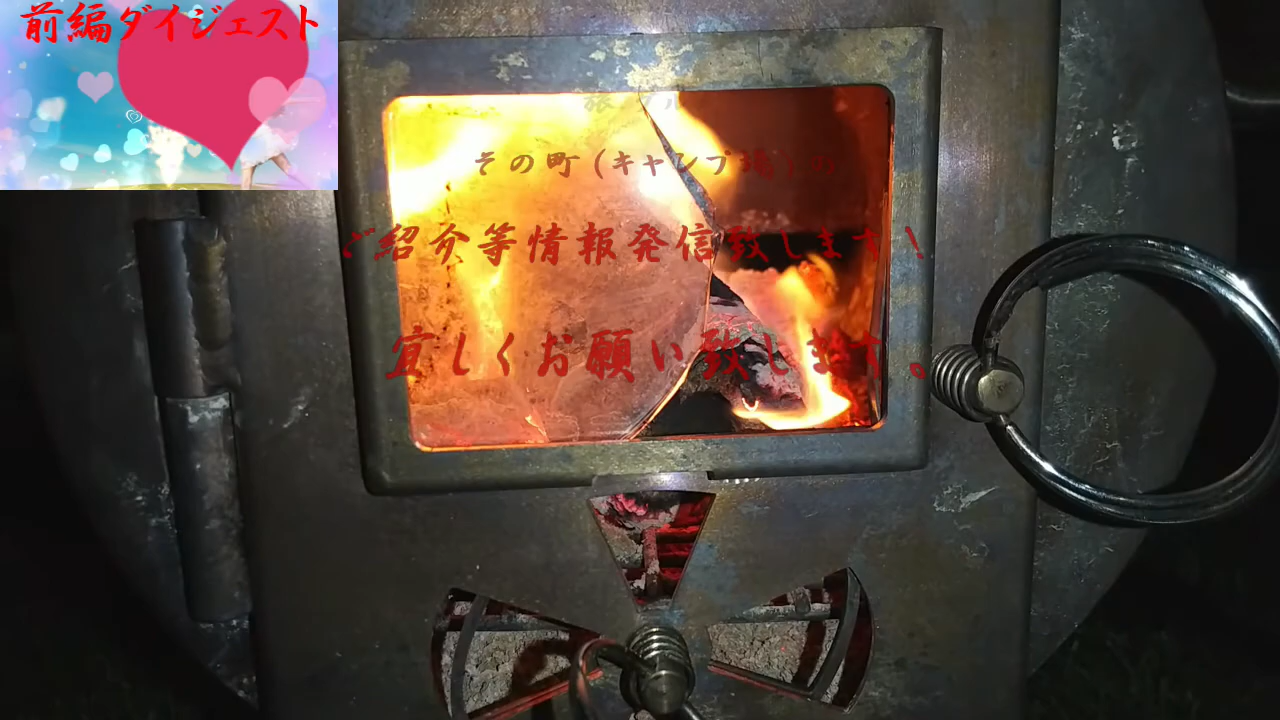 前編ダイジェスト
その町(キャンプ場)の
ご紹介等情報発信致します!
宜しくお願い致します。